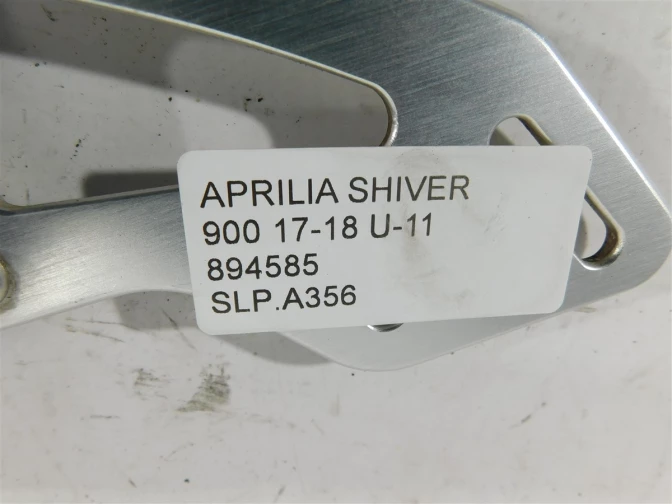 APRILIA SHIVER
900 17-18 U-11
894585
SLP.A356